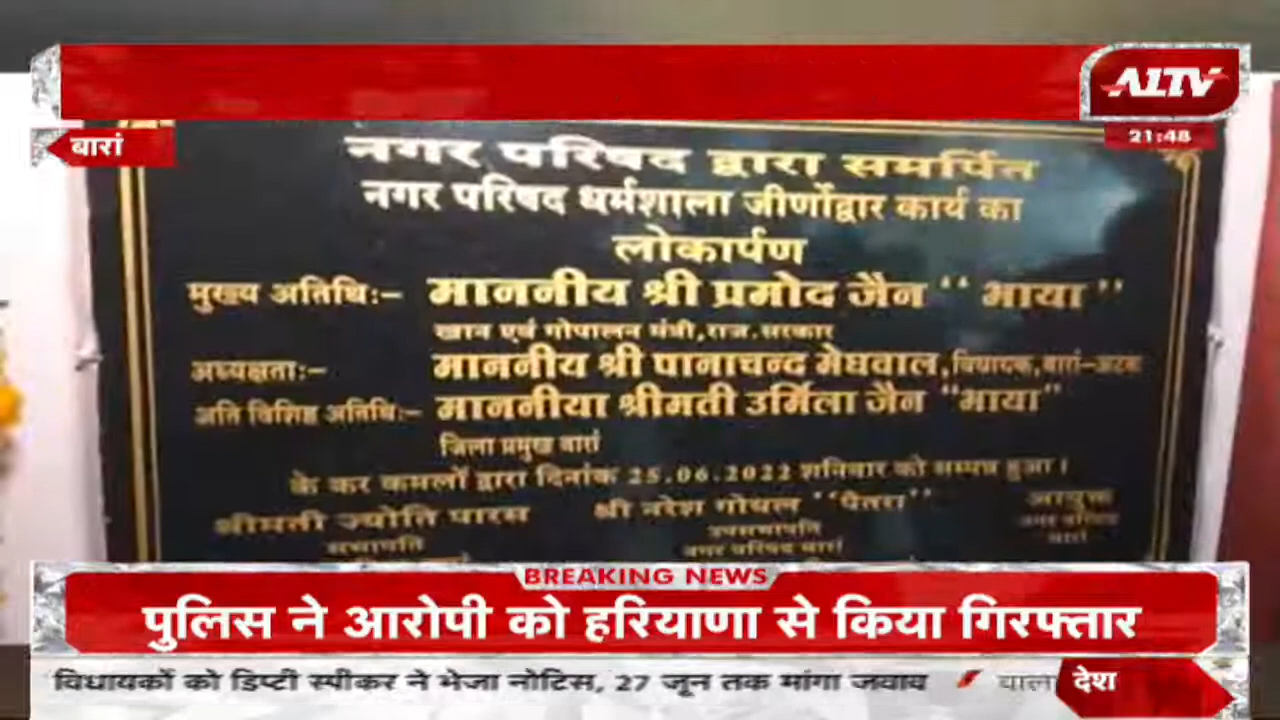 A1TV
21:48
बारां
नगर परिषद द्वारा समर्पित
नगर परिषद धर्मशाला जीर्णोद्वार कार्य का
लोकार्पण
मुख्य अतिथि:- माननीय श्री प्रमोद जैन "भाया"
खान एवं गोपालन मंत्री, राज. सरकार
अध्यक्षता:- माननीय श्री पानाचन्द मेघवाल, विधायक, बारां-अटरू
अति विशिष्ठ अतिथि:- माननीया श्रीमती उर्मिला जैन "भाया"
जिला प्रमुख बारां
के कर कमलों द्वारा दिनांक 25.06.2022 शनिवार को सम्पन्न हुआ।
श्रीमती ज्योति पारस श्री नरेश गोयल "पैंतरा" आयुक्त
सभापति उपसभापति नगर परिषद
नगर परिषद बारां बारां
BREAKING NEWS
पुलिस ने आरोपी को हरियाणा से किया गिरफ्तार
विधायकों को डिप्टी स्पीकर ने भेजा नोटिस, 27 जून तक मांगा जवाब
देश